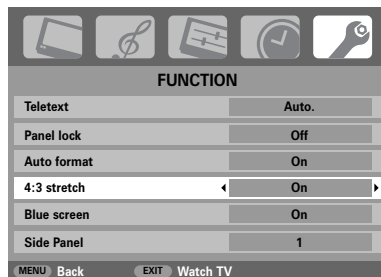 FUNCTION
Teletext Auto.
Panel lock Off
Auto format On
4:3 stretch On
Blue screen On
Side Panel 1
MENU Back EXIT Watch TV